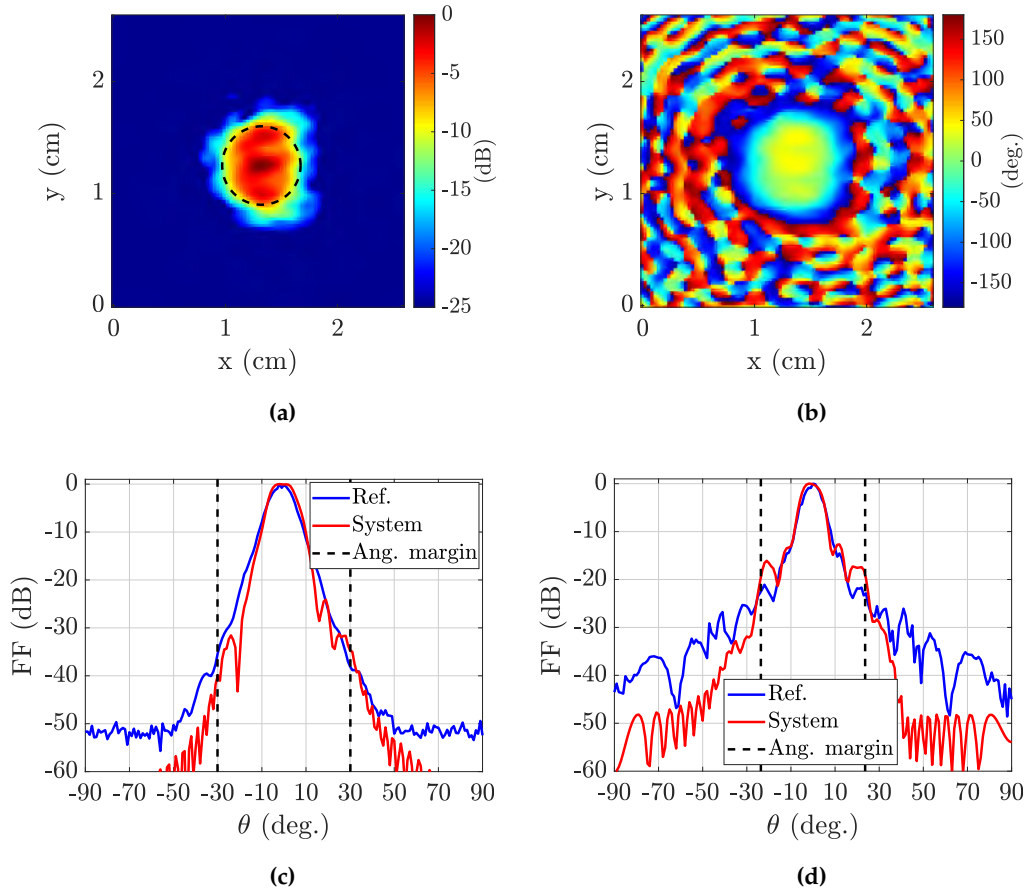 2
1
0
y (cm)
0 1 2
x (cm)
0
-5
-10
-15
-20
-25
(dB)
(a)
2
1
0
y (cm)
0 1 2
x (cm)
150
100
50
0
-50
-100
-150
(deg.)
(b)
0
-10
-20
-30
-40
-50
-60
FF (dB)
Ref.
System
Ang. margin
-90 -70 -50 -30 -10 10 30 50 70 90
θ (deg.)
(c)
0
-10
-20
-30
-40
-50
-60
FF (dB)
Ref.
System
Ang. margin
-90 -70 -50 -30 -10 10 30 50 70 90
θ (deg.)
(d)